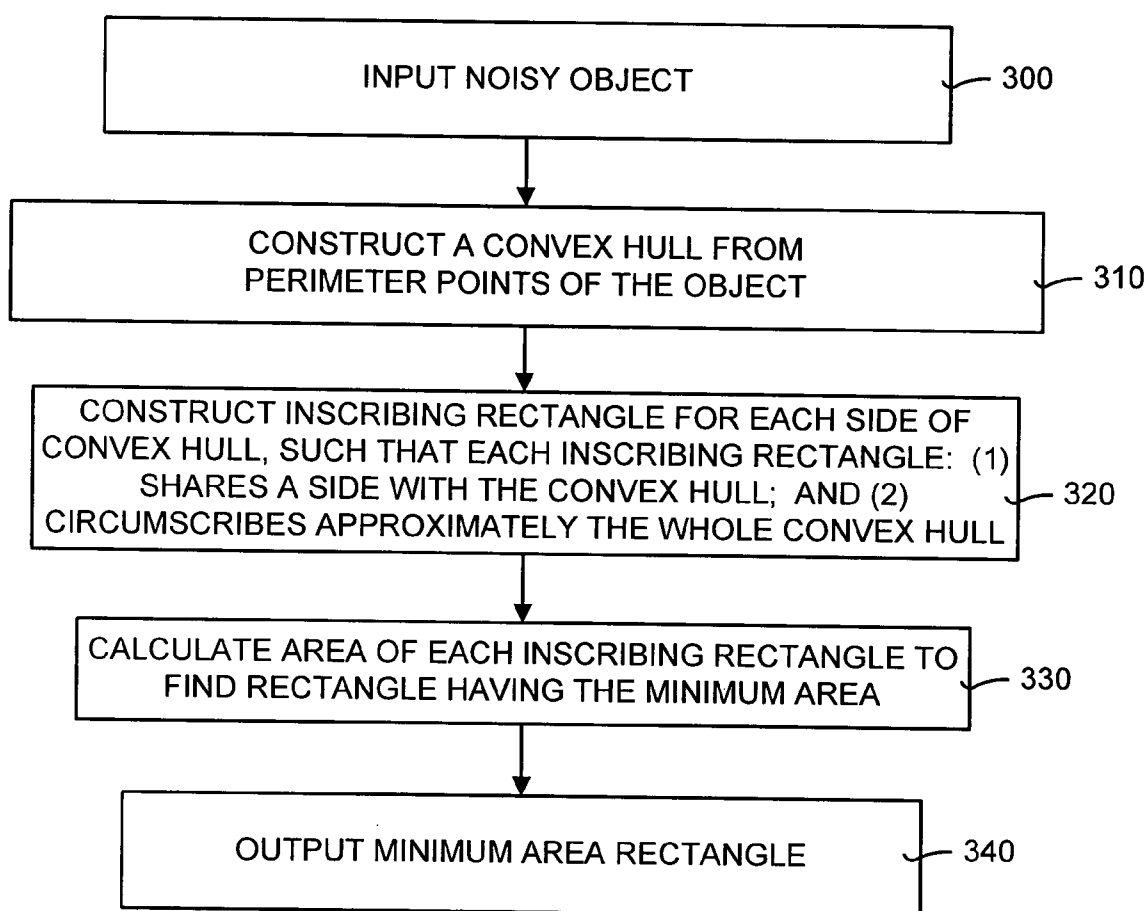 INPUT NOISY OBJECT
300
CONSTRUCT A CONVEX HULL FROM
PERIMETER POINTS OF THE OBJECT
310
CONSTRUCT INSCRIBING RECTANGLE FOR EACH SIDE OF
CONVEX HULL, SUCH THAT EACH INSCRIBING RECTANGLE: (1)
SHARES A SIDE WITH THE CONVEX HULL; AND (2)
CIRCUMSCRIBES APPROXIMATELY THE WHOLE CONVEX HULL
320
CALCULATE AREA OF EACH INSCRIBING RECTANGLE TO
FIND RECTANGLE HAVING THE MINIMUM AREA
330
OUTPUT MINIMUM AREA RECTANGLE
340